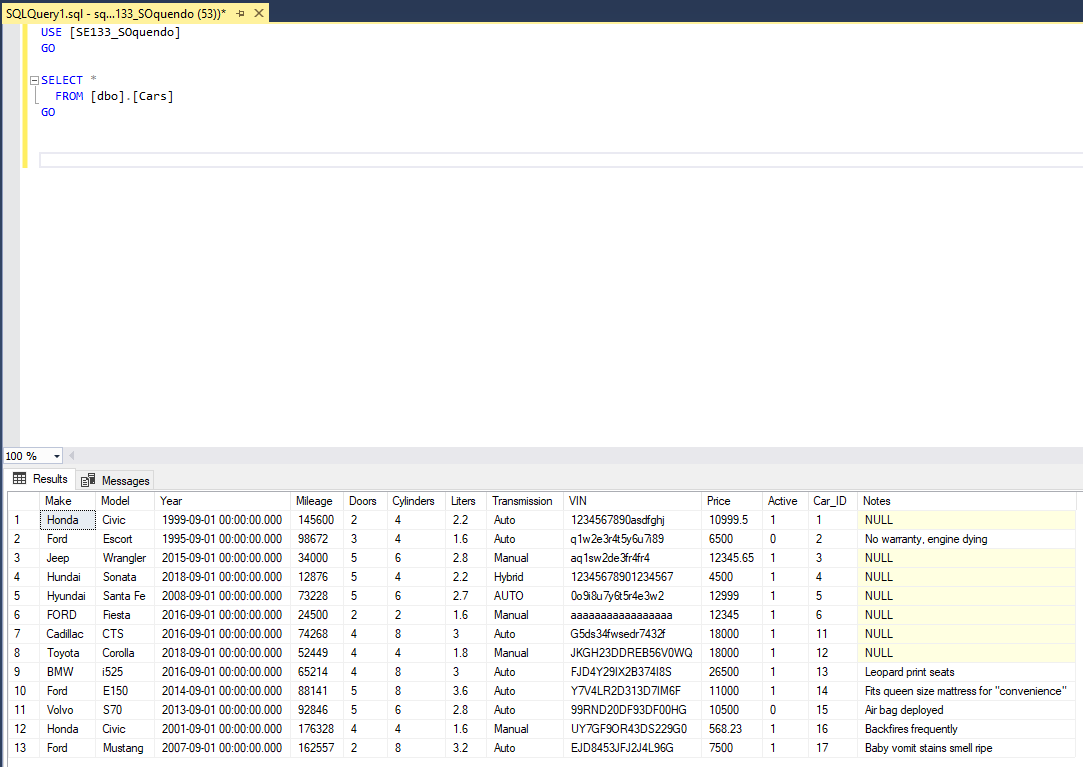 SQLQuery1.sql - sq...133_SOquendo (53))*
USE [SE133_SOquendo]
GO
SELECT *
FROM [dbo].[Cars]
GO
100 %
Results Messages
Make Model Year Mileage Doors Cylinders Liters Transmission VIN Price Active Car_ID Notes
1 Honda Civic 1999-09-01 00:00:00.000 145600 2 4 2.2 Auto 1234567890asdfghj 10999.5 1 1 NULL
2 Ford Escort 1995-09-01 00:00:00.000 98672 3 4 1.6 Auto q1w2e3r4t5y6u7i89 6500 0 2 No warranty, engine dying
3 Jeep Wrangler 2015-09-01 00:00:00.000 34000 5 6 2.8 Manual aq1sw2de3fr4fr4 12345.65 1 3 NULL
4 Hundai Sonata 2018-09-01 00:00:00.000 12876 5 4 2.2 Hybrid 12345678901234567 4500 1 4 NULL
5 Hyundai Santa Fe 2008-09-01 00:00:00.000 73228 5 6 2.7 AUTO 0o9i8u7y6t5r4e3w2 12999 1 5 NULL
6 FORD Fiesta 2016-09-01 00:00:00.000 24500 2 2 1.6 Manual aaaaaaaaaaaaaaaaa 12345 1 6 NULL
7 Cadillac CTS 2016-09-01 00:00:00.000 74268 4 8 3 Auto G5ds34fwsedr7432f 18000 1 11 NULL
8 Toyota Corolla 2018-09-01 00:00:00.000 52449 4 4 1.8 Manual JKGH23DDREB56V0WQ 18000 1 12 NULL
9 BMW i525 2016-09-01 00:00:00.000 65214 4 8 3 Auto FJD4Y29IX2B374I8S 26500 1 13 Leopard print seats
10 Ford E150 2014-09-01 00:00:00.000 88141 5 8 3.6 Auto Y7V4LR2D313D7IM6F 11000 1 14 Fits queen size mattress for "convenience"
11 Volvo S70 2013-09-01 00:00:00.000 92846 5 6 2.8 Auto 99RND20DF93DF00HG 10500 0 15 Air bag deployed
12 Honda Civic 2001-09-01 00:00:00.000 176328 4 4 1.6 Manual UY7GF9OR43DS229G0 568.23 1 16 Backfires frequently
13 Ford Mustang 2007-09-01 00:00:00.000 162557 2 8 3.2 Auto EJD8453JFJ2J4L96G 7500 1 17 Baby vomit stains smell ripe